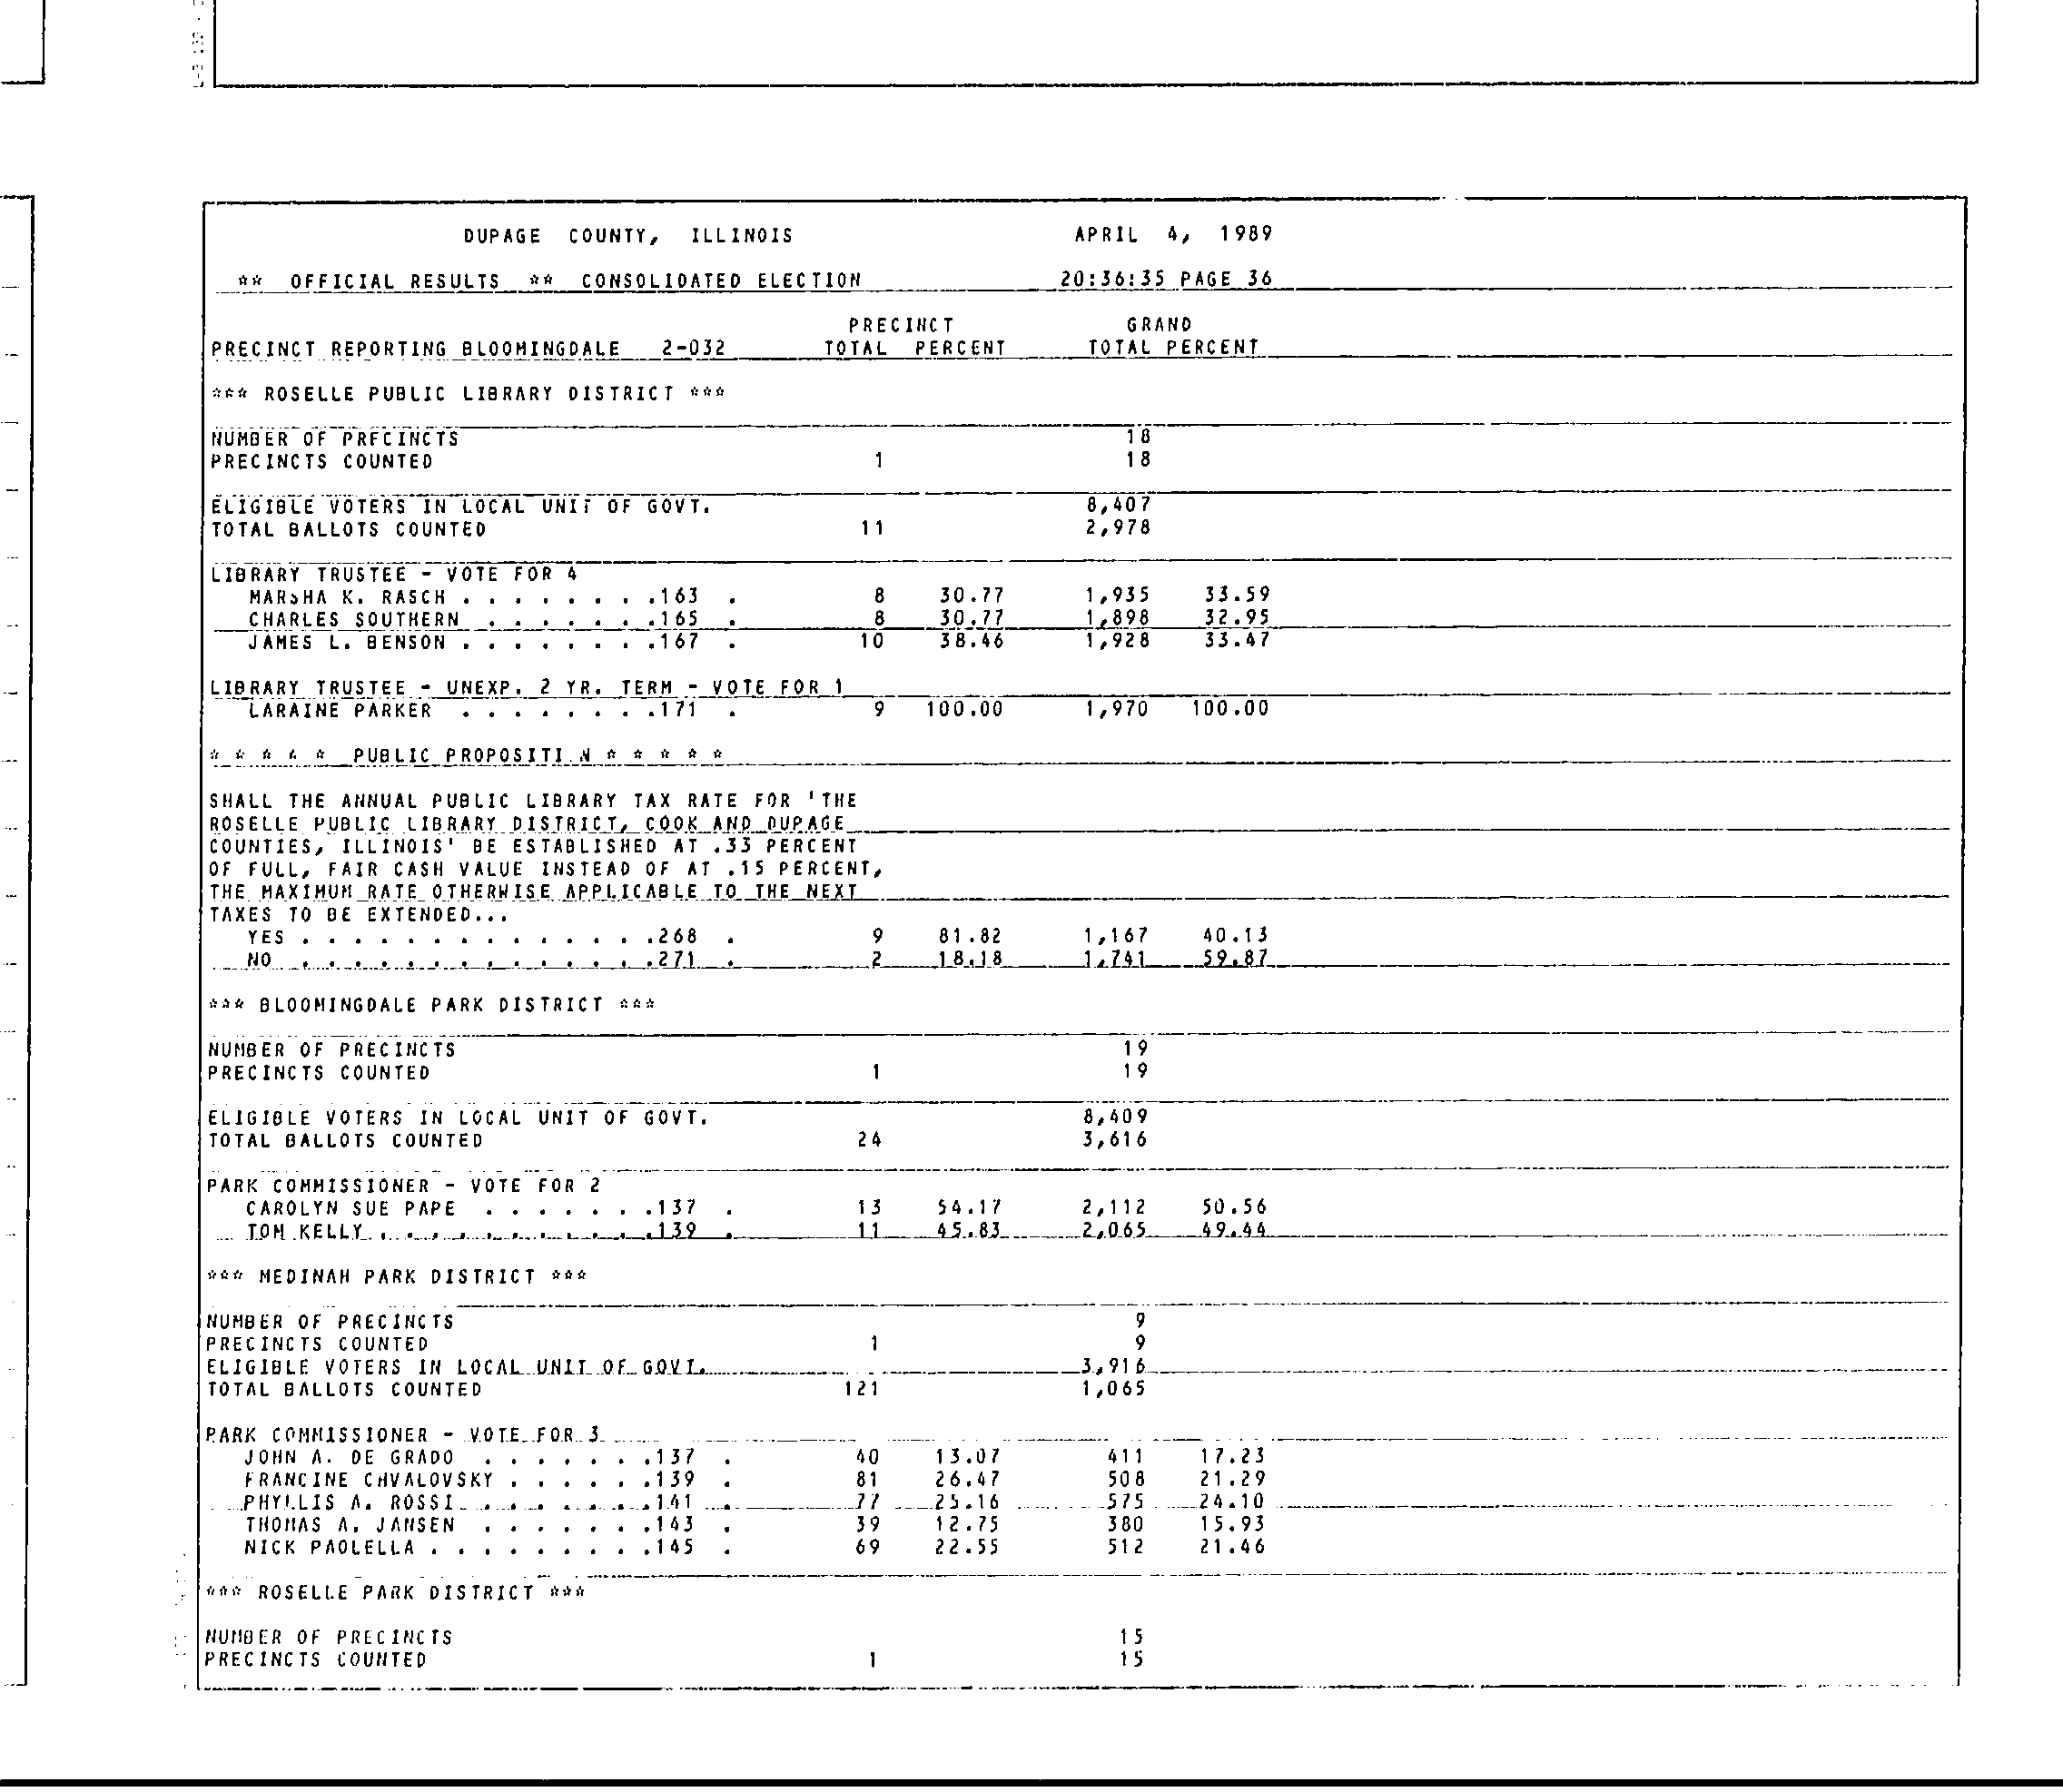 DUPAGE COUNTY, ILLINOIS APRIL 4, 1989
** OFFICIAL RESULTS ** CONSOLIDATED ELECTION 20:36:35 PAGE 36
PRECINCT GRAND
PRECINCT REPORTING BLOOMINGDALE 2-032 TOTAL PERCENT TOTAL PERCENT
*** ROSELLE PUBLIC LIBRARY DISTRICT ***
NUMBER OF PRECINCTS 18
PRECINCTS COUNTED 1 18
ELIGIBLE VOTERS IN LOCAL UNIT OF GOVT. 8,407
TOTAL BALLOTS COUNTED 11 2,978
LIBRARY TRUSTEE - VOTE FOR 4
MARSHA K. RASCH . . . . . . . .163 . 8 30.77 1,935 33.59
CHARLES SOUTHERN . . . . . . .165 . 8 30.77 1,898 32.95
JAMES L. BENSON . . . . . . . .167 . 10 38.46 1,928 33.47
LIBRARY TRUSTEE - UNEXP. 2 YR. TERM - VOTE FOR 1
LARAINE PARKER . . . . . . . .171 . 9 100.00 1,970 100.00
* * * * * PUBLIC PROPOSITI N * * * * *
SHALL THE ANNUAL PUBLIC LIBRARY TAX RATE FOR 'THE
ROSELLE PUBLIC LIBRARY DISTRICT, COOK AND DUPAGE
COUNTIES, ILLINOIS' BE ESTABLISHED AT .33 PERCENT
OF FULL, FAIR CASH VALUE INSTEAD OF AT .15 PERCENT,
THE MAXIMUM RATE OTHERWISE APPLICABLE TO THE NEXT
TAXES TO BE EXTENDED...
YES . . . . . . . . . . . . . .268 . 9 81.82 1,167 40.13
NO . . . . . . . . . . . . . .271 . 2 18.18 1,741 59.87
*** BLOOMINGDALE PARK DISTRICT ***
NUMBER OF PRECINCTS 19
PRECINCTS COUNTED 1 19
ELIGIBLE VOTERS IN LOCAL UNIT OF GOVT. 8,409
TOTAL BALLOTS COUNTED 24 3,616
PARK COMMISSIONER - VOTE FOR 2
CAROLYN SUE PAPE . . . . . . .137 . 13 54.17 2,112 50.56
TOM KELLY . . . . . . . . . . .139 . 11 45.83 2,065 49.44
*** MEDINAH PARK DISTRICT ***
NUMBER OF PRECINCTS 9
PRECINCTS COUNTED 1 9
ELIGIBLE VOTERS IN LOCAL UNIT OF GOVT. 3,916
TOTAL BALLOTS COUNTED 121 1,065
PARK COMMISSIONER - VOTE FOR 3
JOHN A. DE GRADO . . . . . . .137 . 40 13.07 411 17.23
FRANCINE CHVALOVSKY . . . . . .139 . 81 26.47 508 21.29
PHYLLIS A. ROSSI . . . . . . . .141 . 77 25.16 575 24.10
THOMAS A. JANSEN . . . . . . .143 . 39 12.75 380 15.93
NICK PAOLELLA . . . . . . . . .145 . 69 22.55 512 21.46
*** ROSELLE PARK DISTRICT ***
NUMBER OF PRECINCTS 15
PRECINCTS COUNTED 1 15